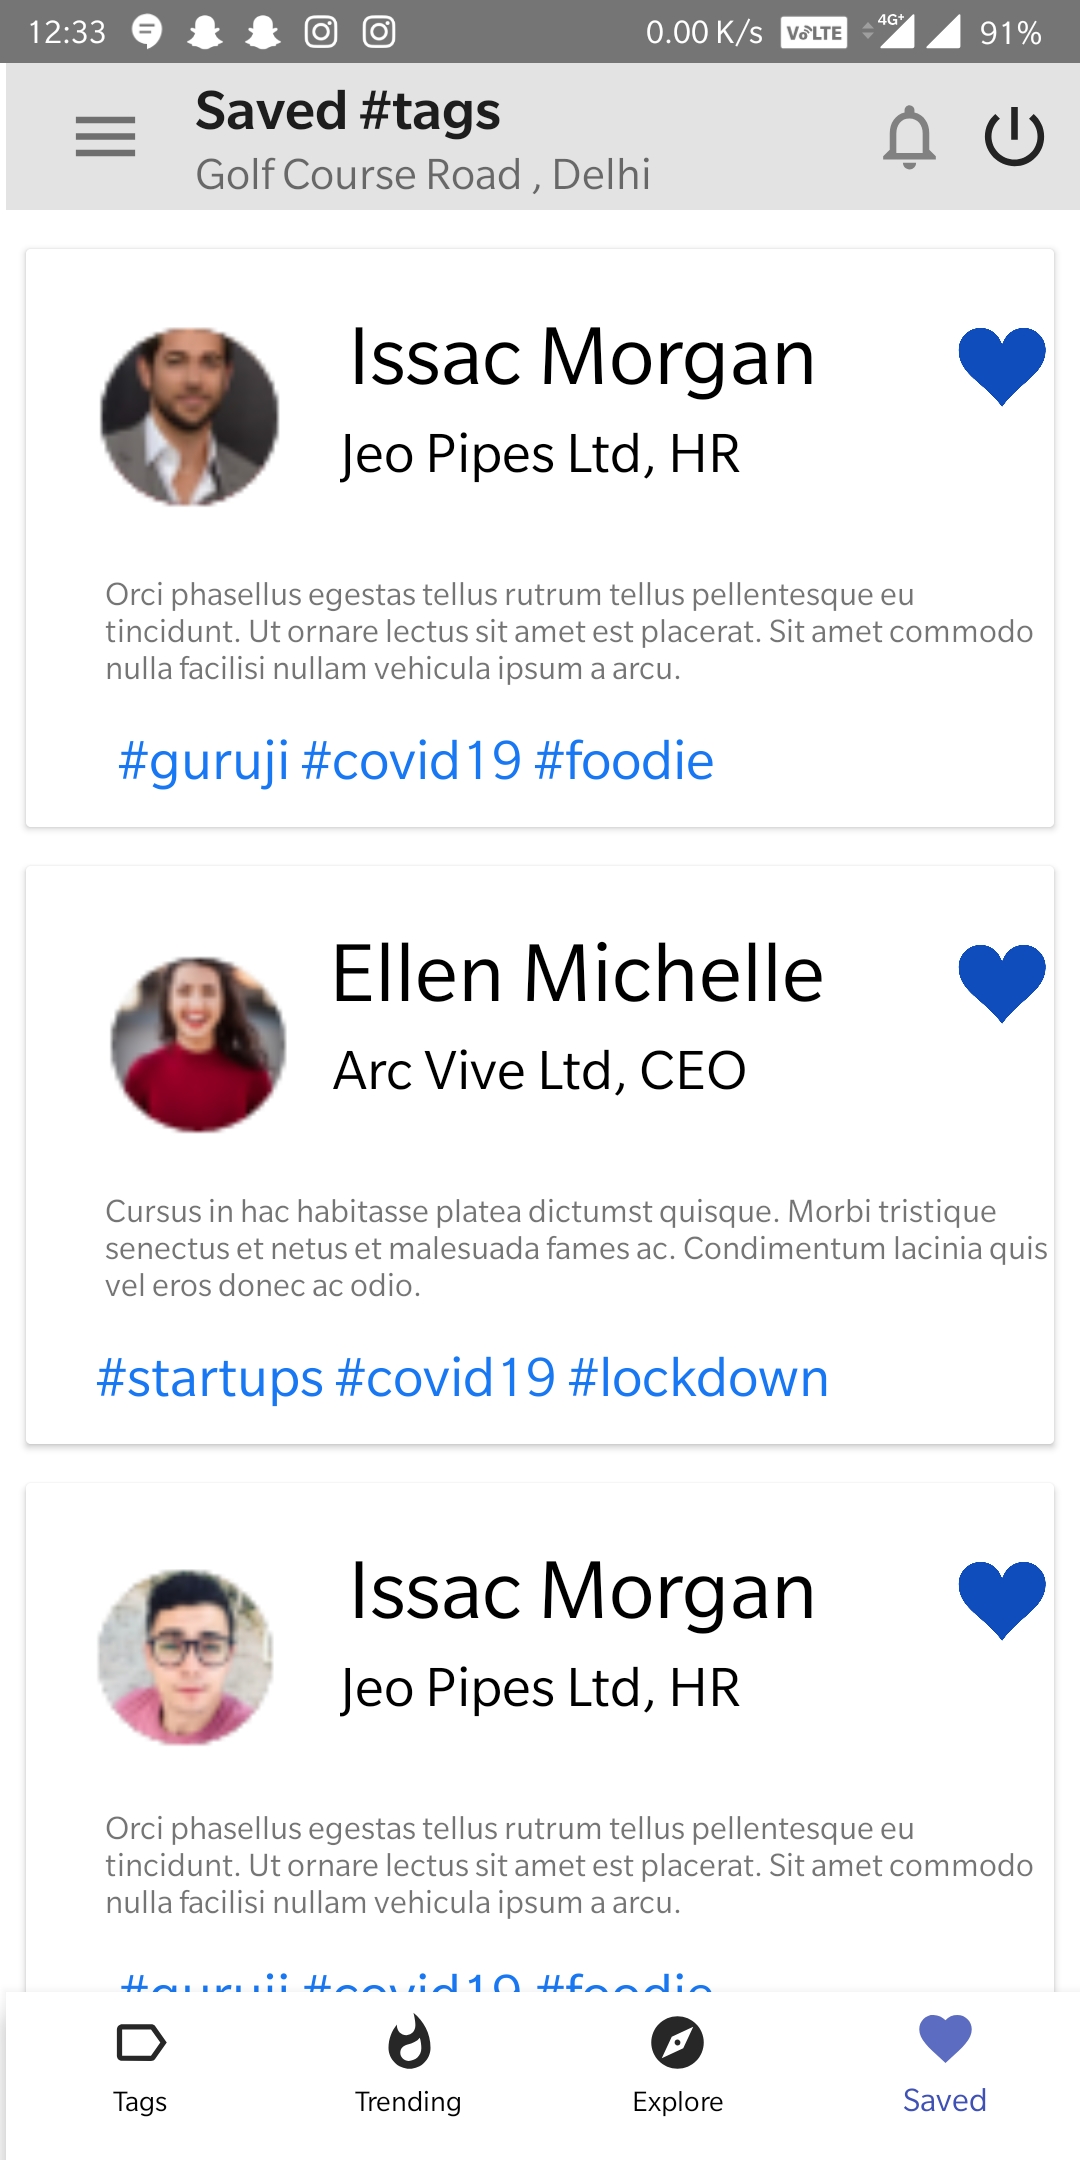 12:33 0.00 K/s VoLTE 4G+ 91%
Saved #tags
Golf Course Road , Delhi
Issac Morgan
Jeo Pipes Ltd, HR
Orci phasellus egestas tellus rutrum tellus pellentesque eu
tincidunt. Ut ornare lectus sit amet est placerat. Sit amet commodo
nulla facilisi nullam vehicula ipsum a arcu.
#guruji #covid19 #foodie
Ellen Michelle
Arc Vive Ltd, CEO
Cursus in hac habitasse platea dictumst quisque. Morbi tristique
senectus et netus et malesuada fames ac. Condimentum lacinia quis
vel eros donec ac odio.
#startups #covid19 #lockdown
Issac Morgan
Jeo Pipes Ltd, HR
Orci phasellus egestas tellus rutrum tellus pellentesque eu
tincidunt. Ut ornare lectus sit amet est placerat. Sit amet commodo
nulla facilisi nullam vehicula ipsum a arcu.
#guruji #covid19 #foodie
Tags Trending Explore Saved